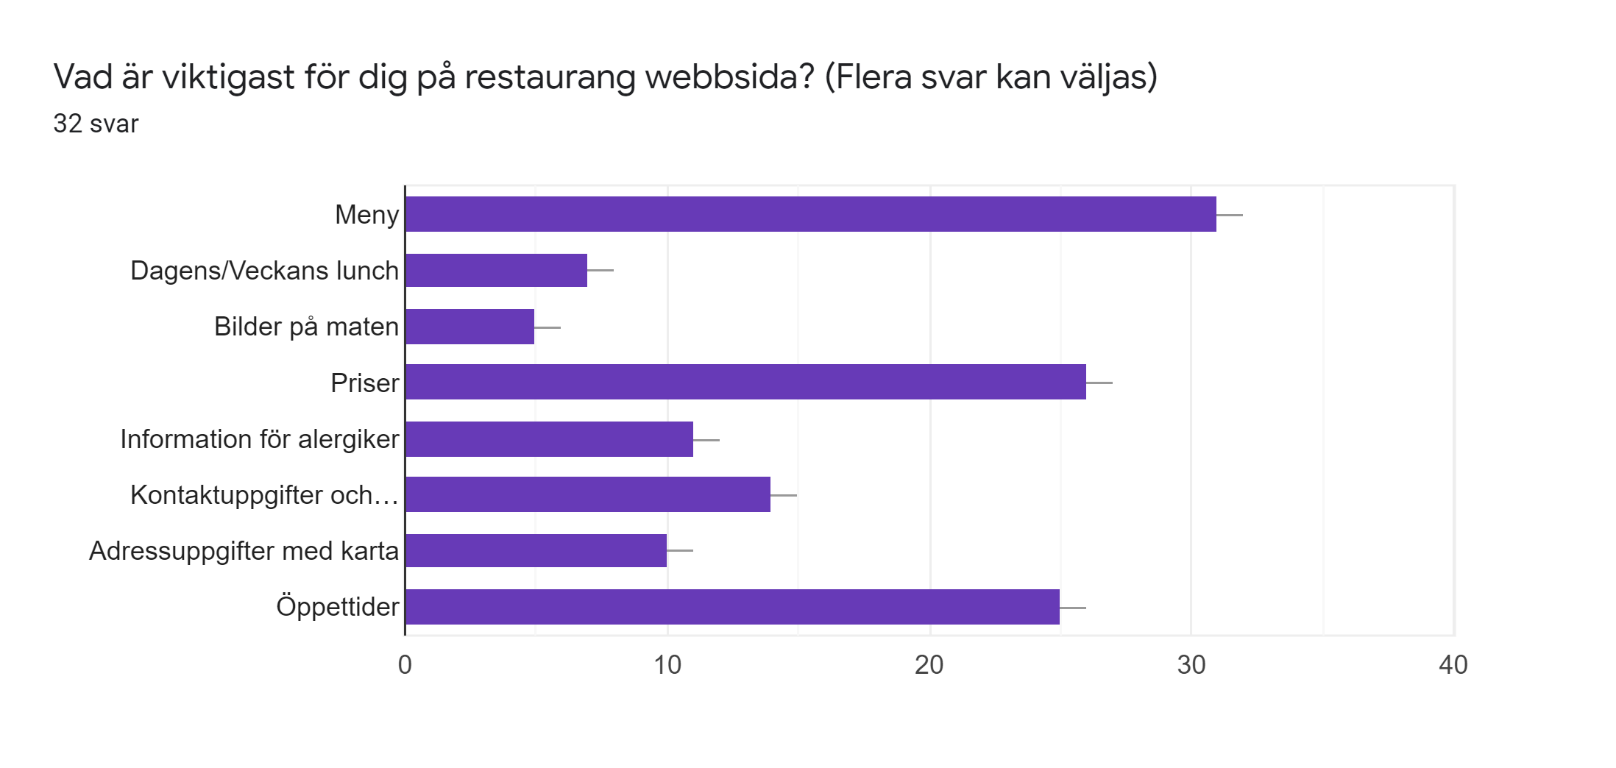 Vad är viktigast för dig på restaurang webbsida? (Flera svar kan väljas)
32 svar
Meny
Dagens/Veckans lunch
Bilder på maten
Priser
Information för alergiker
Kontaktuppgifter och…
Adressuppgifter med karta
Öppettider
0 10 20 30 40